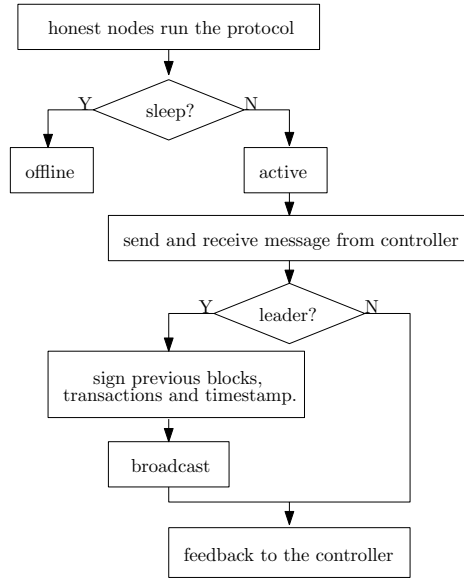 honest nodes run the protocol
Y
sleep?
N
offline
active
send and receive message from controller
Y
leader?
N
sign previous blocks,
transactions and timestamp.
broadcast
feedback to the controller